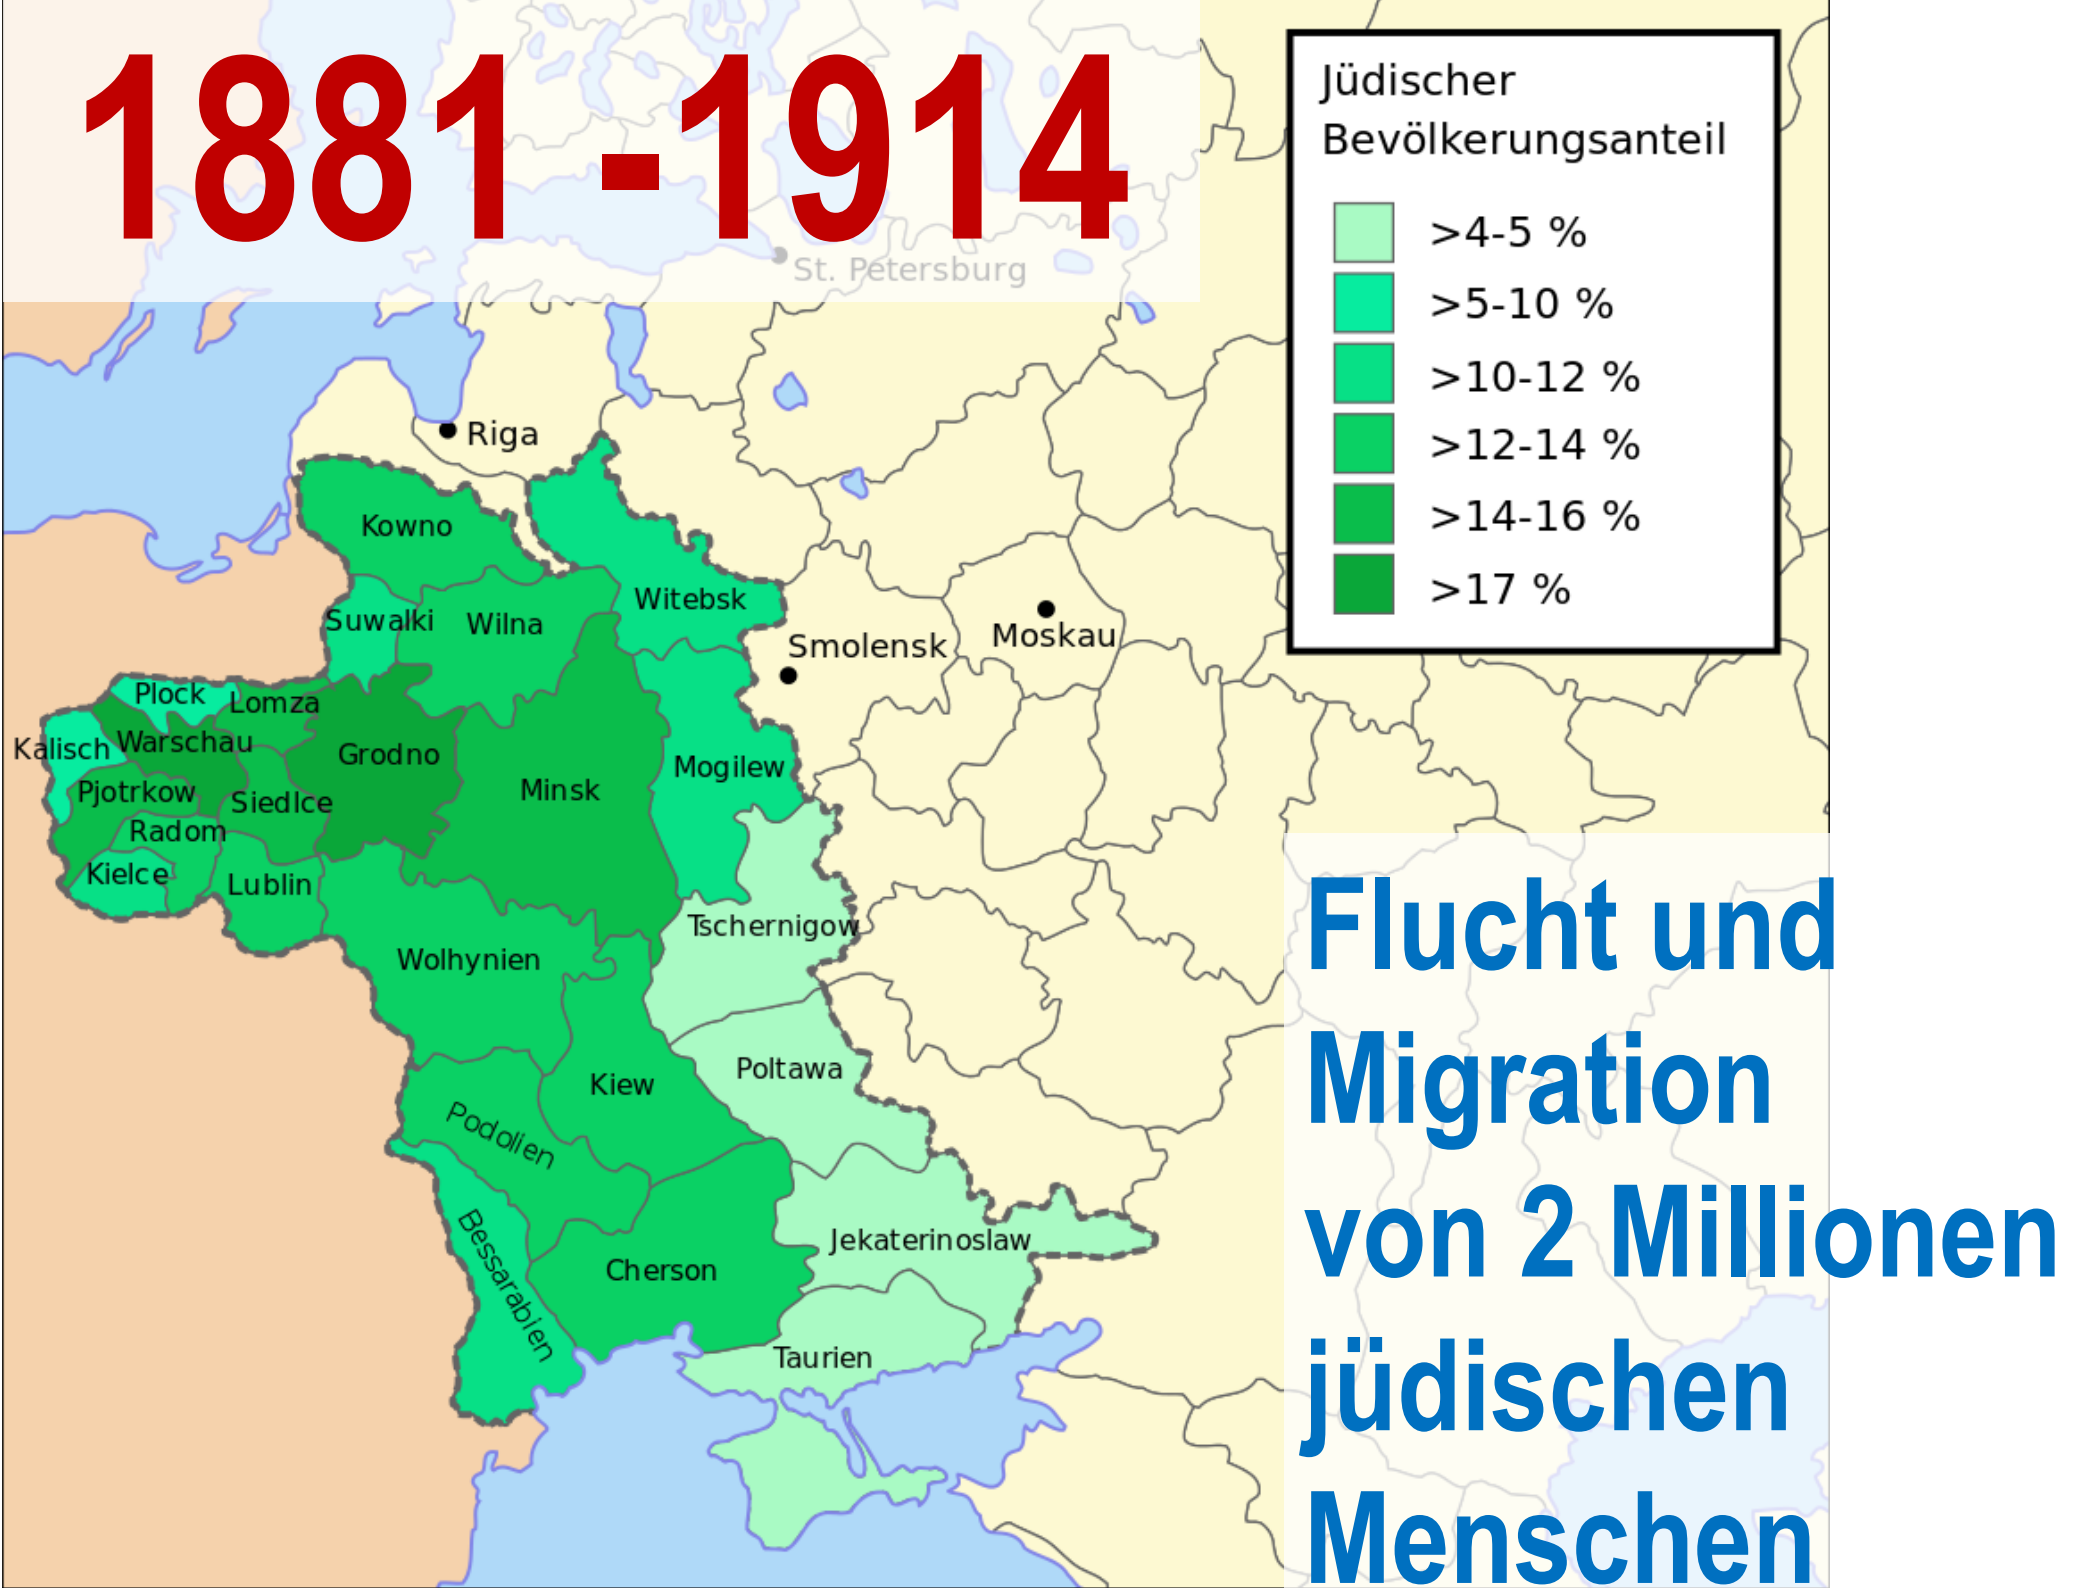 1881 -1914
Jüdischer
Bevölkerungsanteil
>4-5 %
>5-10 %
>10-12 %
>12-14 %
>14-16 %
>17 %
St. Petersburg
Riga
Kowno
Witebsk
Suwalki
Wilna
Smolensk
Moskau
Plock
Lomza
Kalisch
Warschau
Grodno
Mogilew
Pjotrkow
Siedlce
Minsk
Radom
Kielce
Lublin
Tschernigow
Wolhynien
Poltawa
Kiew
Podolien
Bessarabien
Jekaterinoslaw
Cherson
Taurien
Flucht und
Migration
von 2 Millionen
jüdischen
Menschen